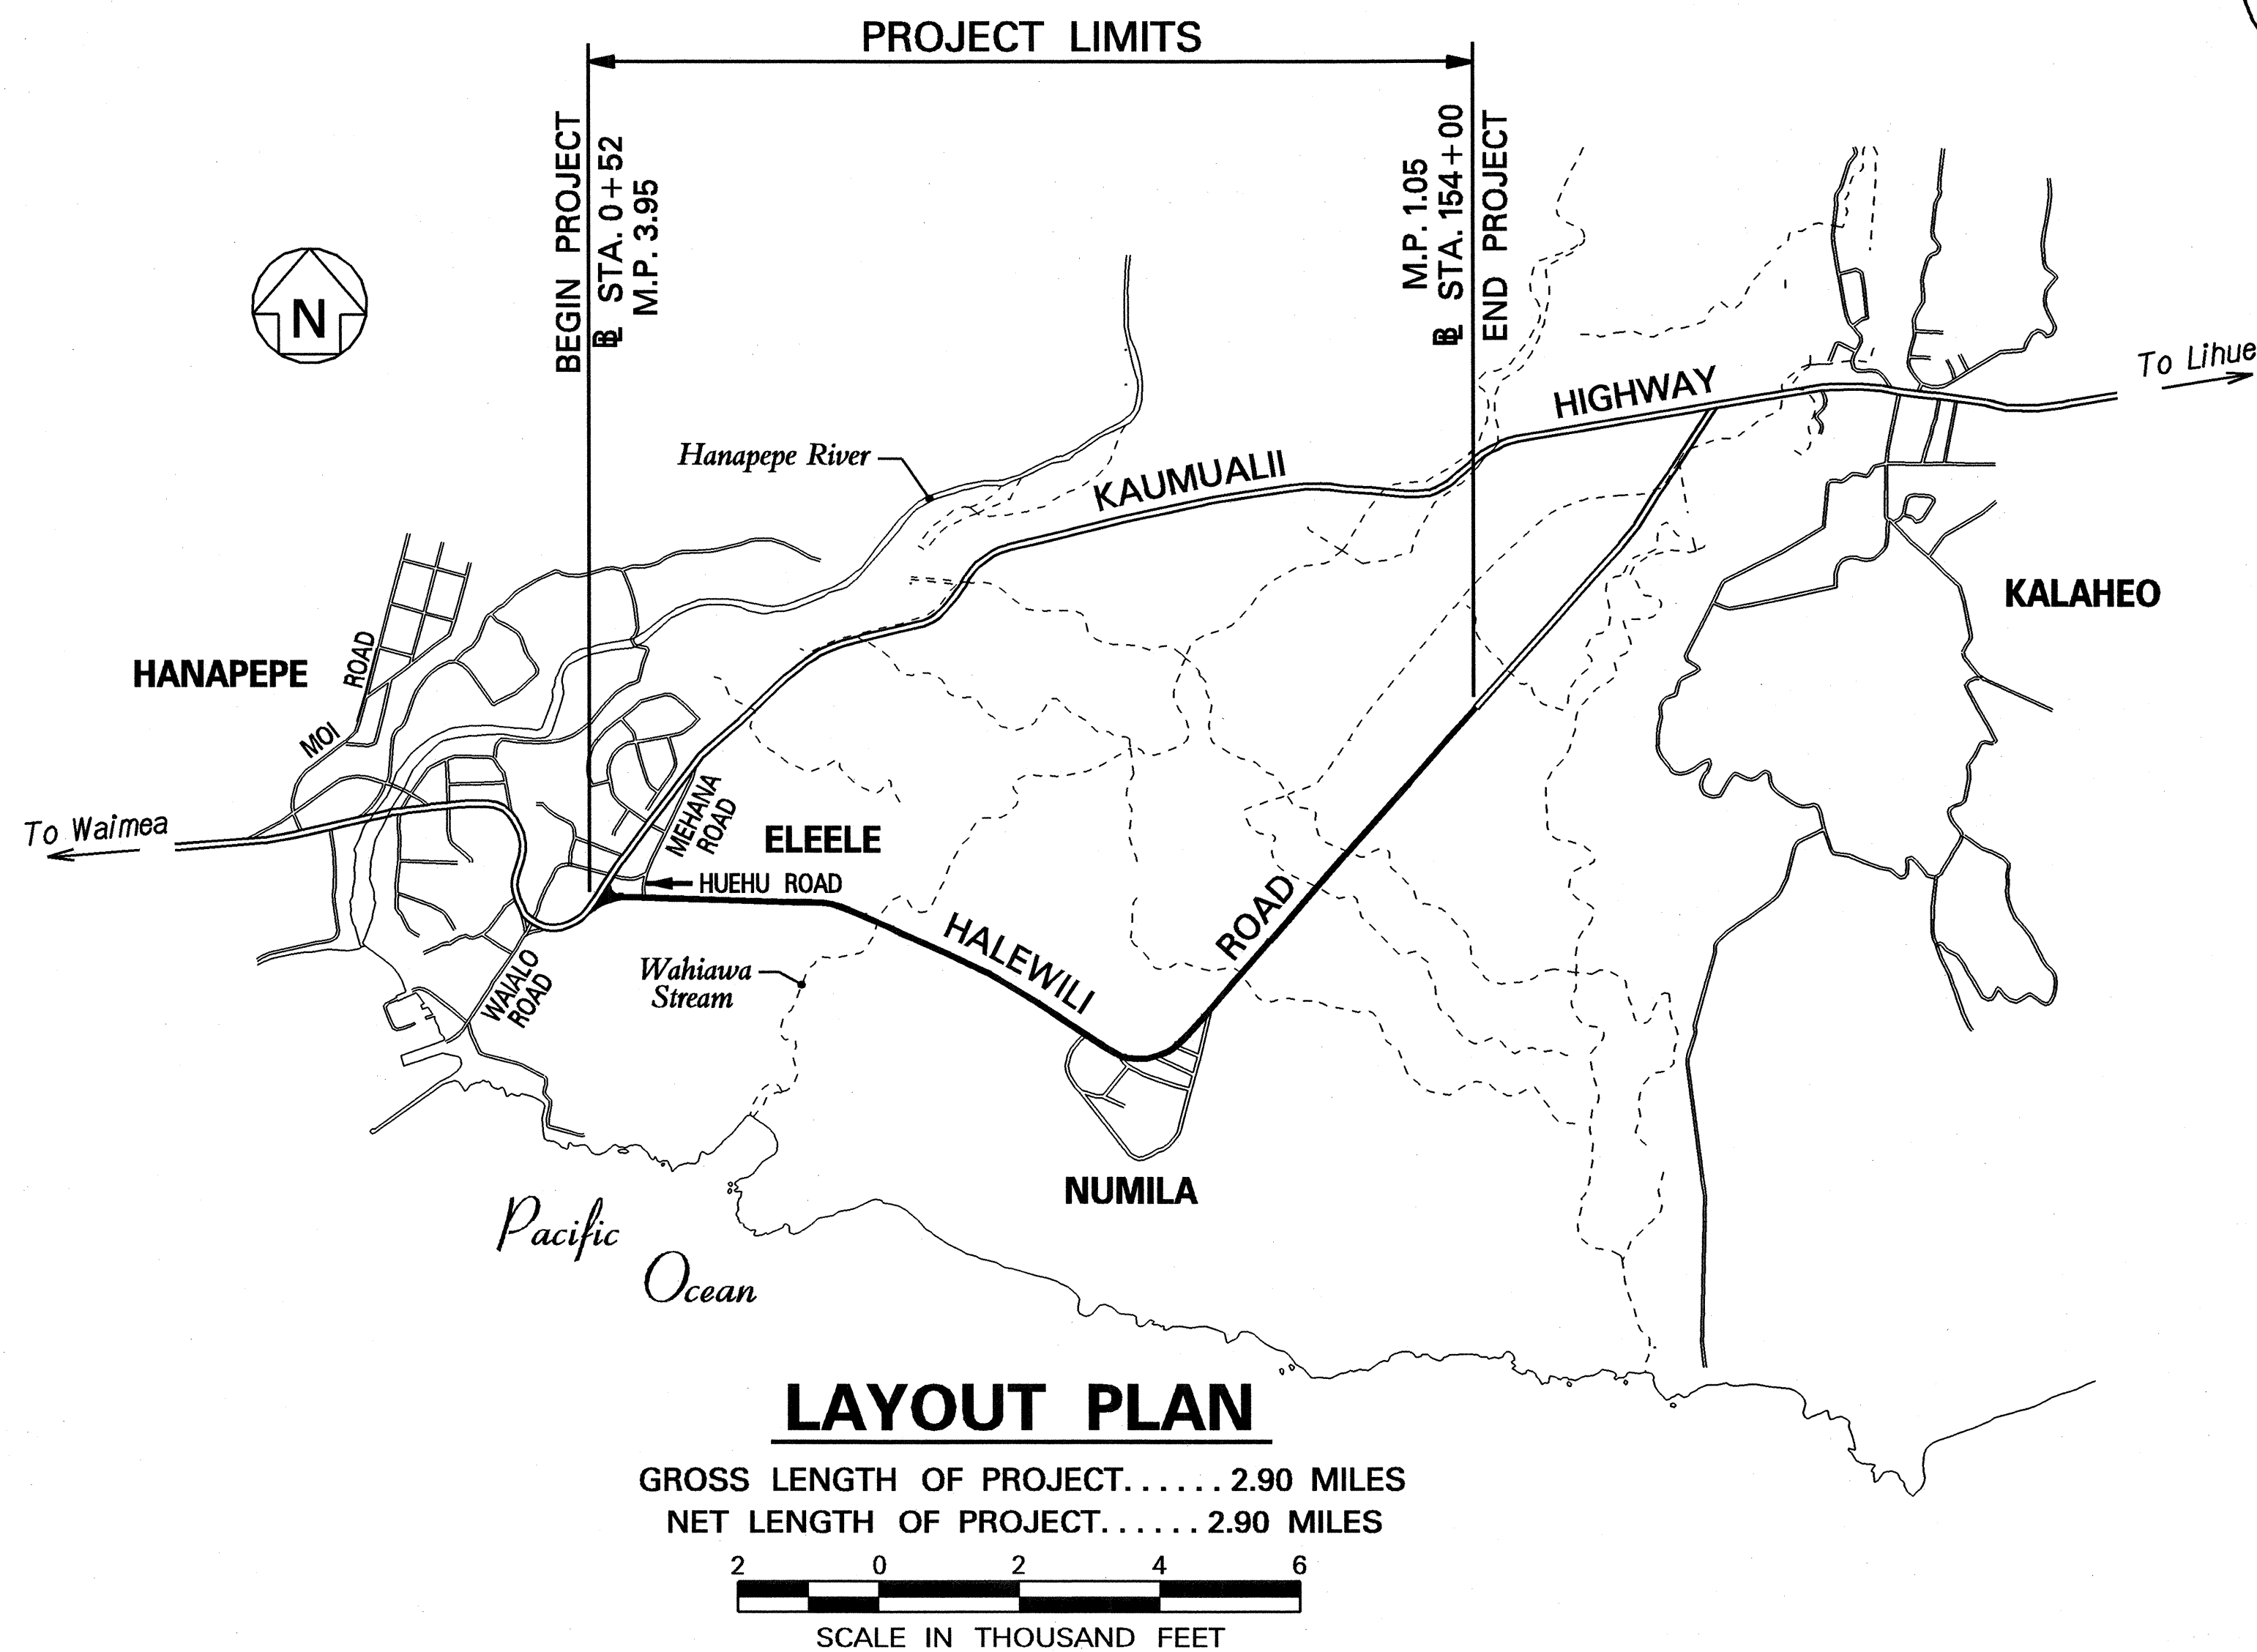 PROJECT LIMITS
BEGIN PROJECT
BL STA. 0+52
M.P. 3.95
M.P. 1.05
BL STA. 154+00
END PROJECT
N
To Lihue
HIGHWAY
KAUMUALII
Hanapepe River
KALAHEO
HANAPEPE
MOI ROAD
To Waimea
MEHANA
ROAD
ELEELE
HUEHU ROAD
HALEWILI ROAD
WAIALO
ROAD
Wahiawa
Stream
NUMILA
Pacific
Ocean
LAYOUT PLAN
GROSS LENGTH OF PROJECT......2.90 MILES
NET LENGTH OF PROJECT......2.90 MILES
2 0 2 4 6
SCALE IN THOUSAND FEET